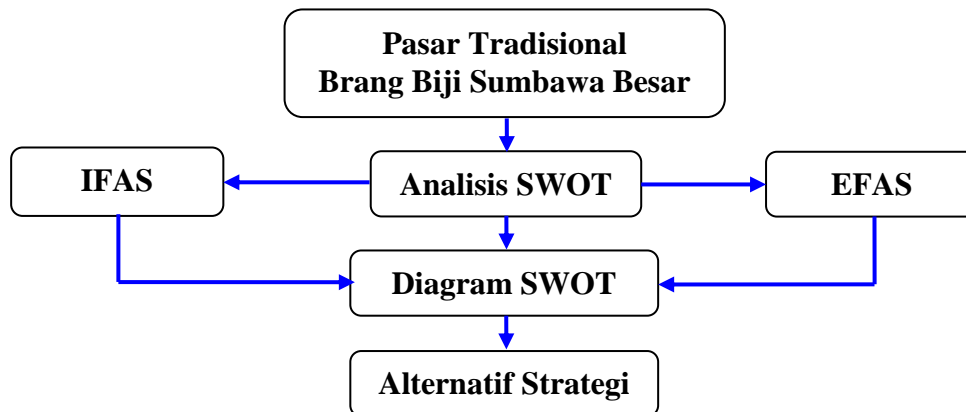 Pasar Tradisional
Brang Biji Sumbawa Besar
IFAS
Analisis SWOT
EFAS
Diagram SWOT
Alternatif Strategi